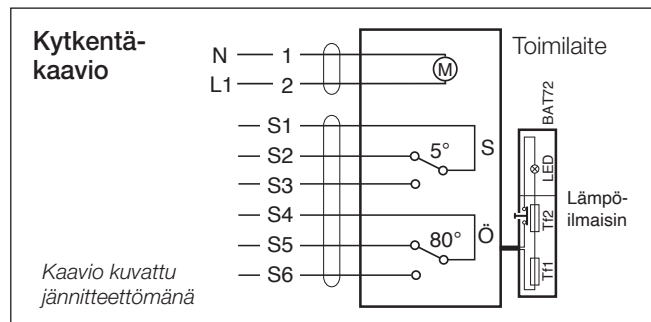 Kytkentä-
kaavio
N 1
L1 2
M
Toimilaite
S1
S2
S3
5°
S
S4
S5
S6
80°
Ö
BAT72
LED
Tf2
Tf1
Lämpö-
ilmaisin
Kaavio kuvattu
jännitteettömänä